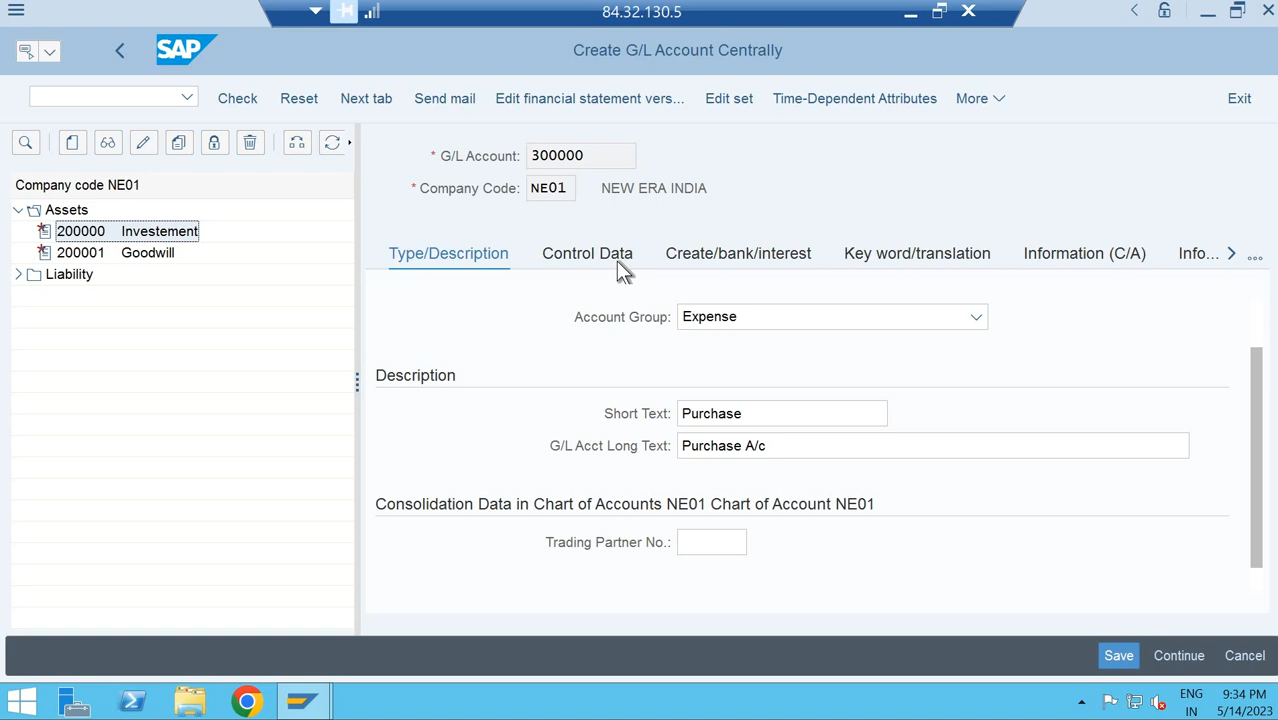 84.32.130.5
SAP
Create G/L Account Centrally
Check Reset Next tab Send mail Edit financial statement vers... Edit set Time-Dependent Attributes More Exit
* G/L Account: 300000
Company code NE01
* Company Code: NE01 NEW ERA INDIA
Assets
200000 Investement
200001 Goodwill
Liability
Type/Description Control Data Create/bank/interest Key word/translation Information (C/A) Info... ...
Account Group: Expense
Description
Short Text: Purchase
G/L Acct Long Text: Purchase A/c
Consolidation Data in Chart of Accounts NE01 Chart of Account NE01
Trading Partner No.:
Save Continue Cancel
ENG
IN
9:34 PM
5/14/2023